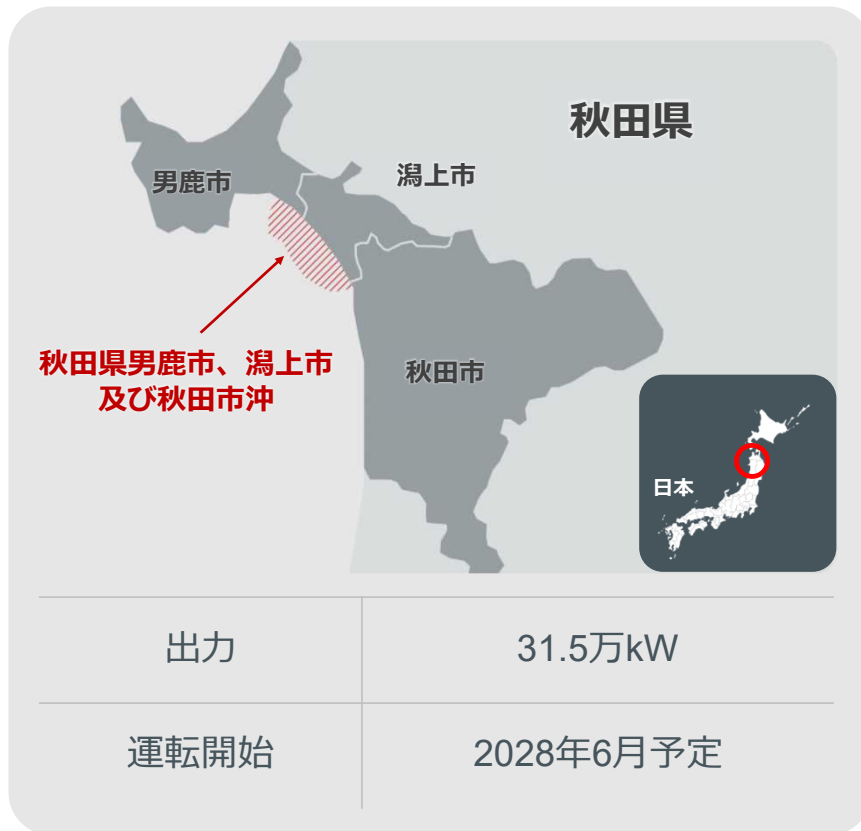 秋田県
潟上市
男鹿市
秋田県男鹿市、潟上市
及び秋田市沖
秋田市
日本
出力 31.5万kW
運転開始 2028年6月予定